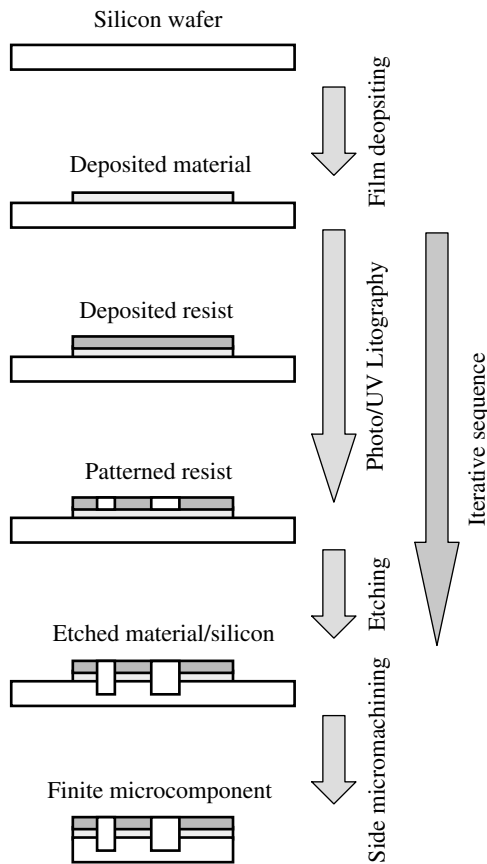 Silicon wafer
Film deopsiting
Deposited material
Deposited resist
Photo/UV Litography
Iterative sequence
Patterned resist
Etching
Etched material/silicon
Side micromachining
Finite microcomponent